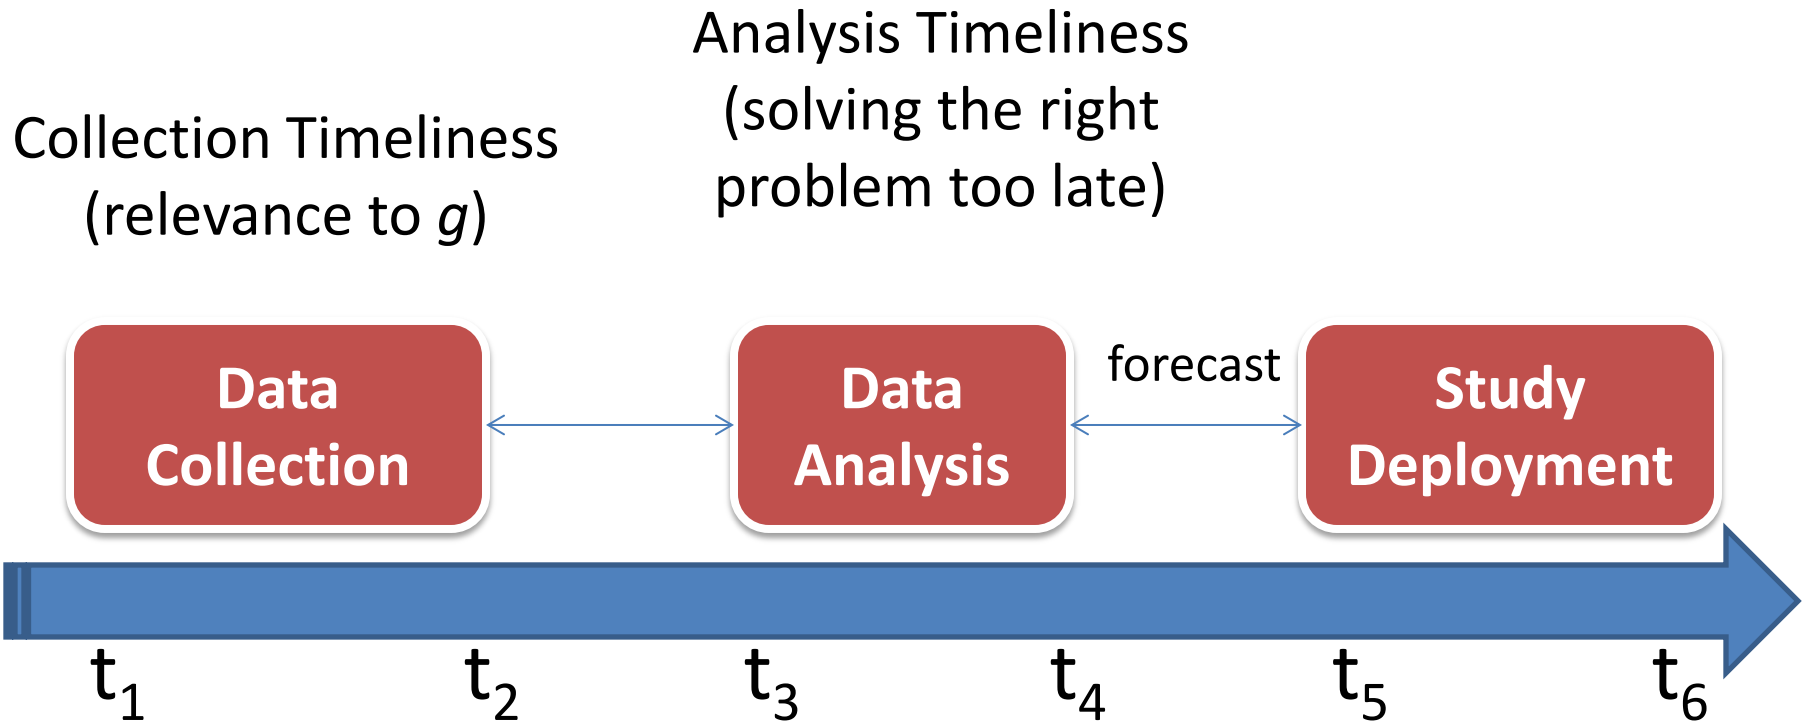 Collection Timeliness
(relevance to g)
Analysis Timeliness
(solving the right
problem too late)
Data
Collection
Data
Analysis
forecast
Study
Deployment
t1
t2
t3
t4
t5
t6